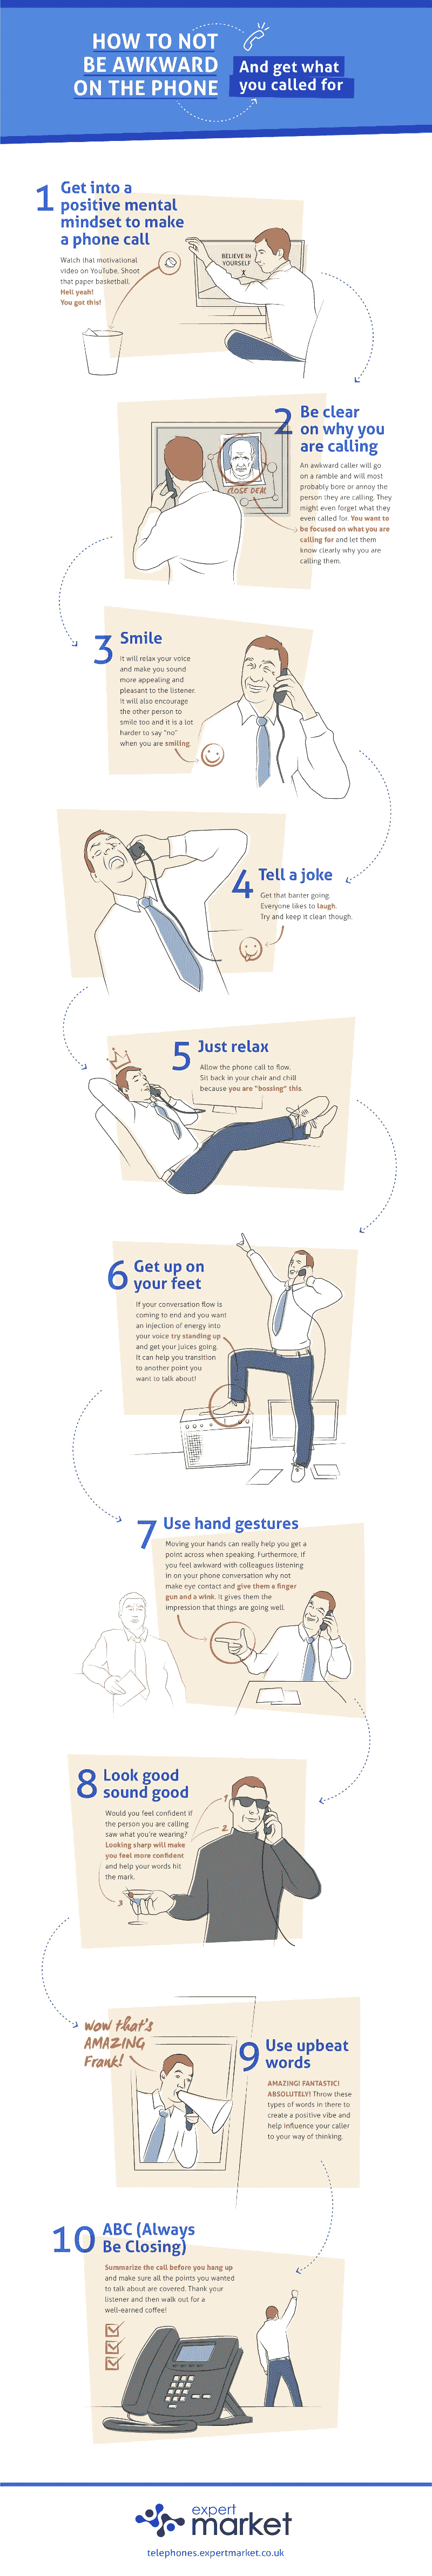 HOW TO NOT
BE AWKWARD
ON THE PHONE
And get what
you called for
1
Get into a
positive mental
mindset to make
a phone call
Watch that motivational
video on YouTube. Shoot
that paper basketball.
Hell yeah!
You got this!
BELIEVE IN
YOURSELF
2
Be clear
on why you
are calling
An awkward caller will go
on a ramble and will most
probably bore or annoy the
person they are calling. They
might even forget what they
even called for. You want to
be focused on what you are
calling for and let them
know clearly why you are
calling them.
CLOSE DEAL
3
Smile
It will relax your voice
and make you sound
more appealing and
pleasant to the listener.
It will also encourage
the other person to
smile too and it is a lot
harder to say "no"
when you are smiling.
4
Tell a joke
Get that banter going.
Everyone likes to laugh.
Try and keep it clean though.
5
Just relax
Allow the phone call to flow.
Sit back in your chair and chill
because you are "bossing" this.
6
Get up on
your feet
If your conversation flow is
coming to end and you want
an injection of energy into
your voice try standing up
and get your juices going.
It can help you transition
to another point you
want to talk about!
7
Use hand gestures
Moving your hands can really help you get a
point across when speaking. Furthermore, if
you feel awkward with colleagues listening
in on your phone conversation why not
make eye contact and give them a finger
gun and a wink. It gives them the
impression that things are going well.
8
Look good
sound good
Would you feel confident if
the person you are calling
saw what you're wearing?
Looking sharp will make
you feel more confident
and help your words hit
the mark.
1
2
3
WOW that's
AMAZING
Frank!
9
Use upbeat
words
AMAZING! FANTASTIC!
ABSOLUTELY! Throw these
types of words in there to
create a positive vibe and
help influence your caller
to your way of thinking.
10
ABC (Always
Be Closing)
Summarize the call before you hang up
and make sure all the points you wanted
to talk about are covered. Thank your
listener and then walk out for a
well-earned coffee!
expert
market
telephones.expertmarket.co.uk